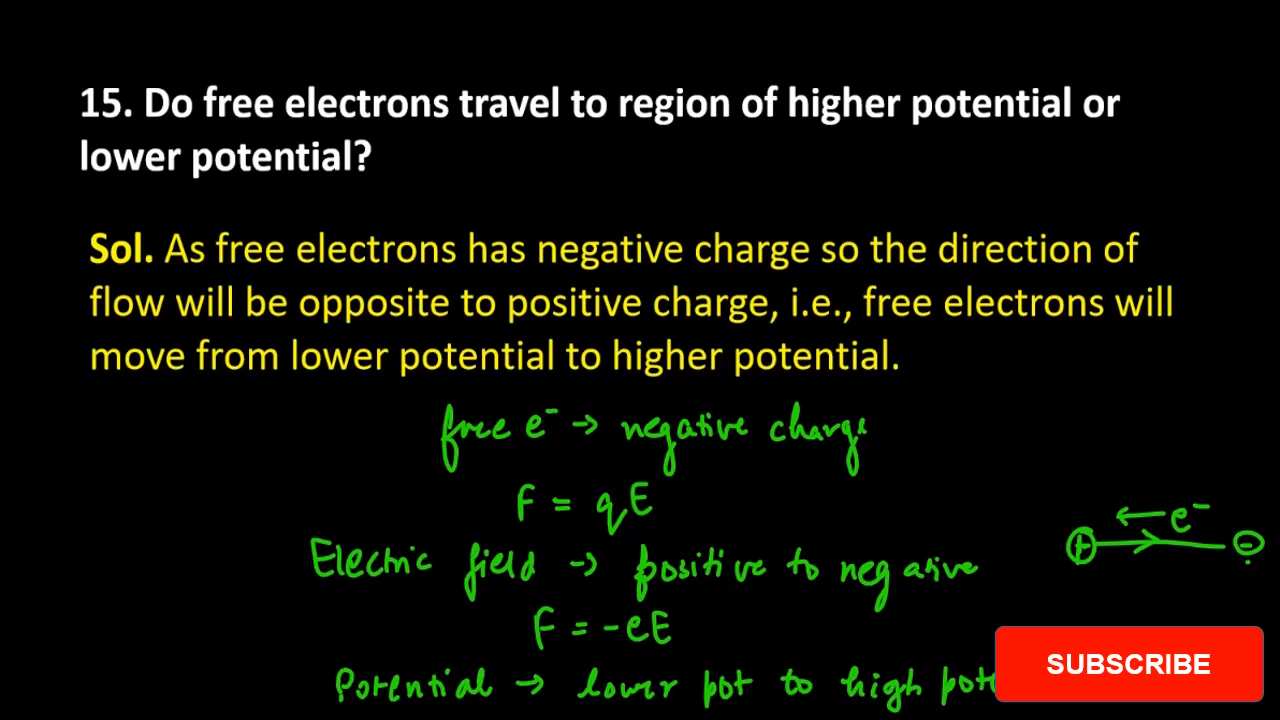 15. Do free electrons travel to region of higher potential or
lower potential?
Sol. As free electrons has negative charge so the direction of
flow will be opposite to positive charge, i.e., free electrons will
move from lower potential to higher potential.
free e⁻ → negative charge
F = qE
← e⁻
+ -
Electric field → positive to negative
F = -eE
SUBSCRIBE
Potential → lower pot to high